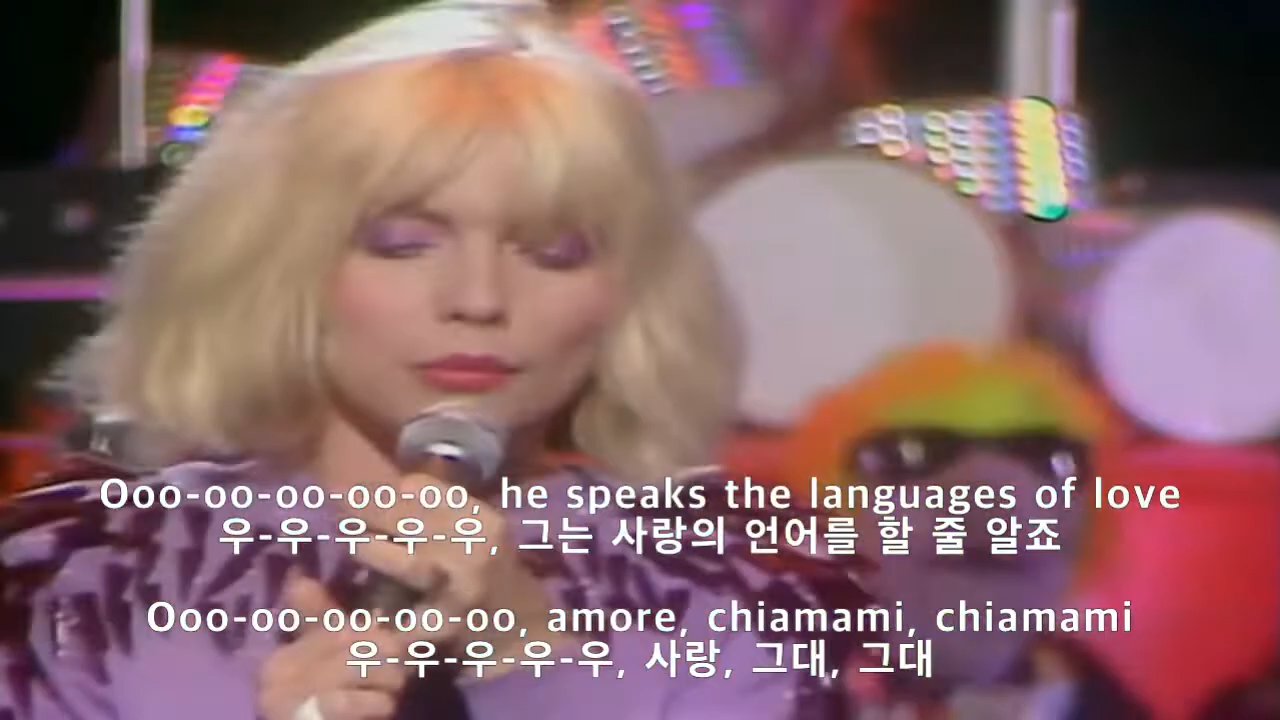 Ooo-oo-oo-oo-oo, he speaks the languages of love
우-우-우-우-우, 그는 사랑의 언어를 할 줄 알죠
Ooo-oo-oo-oo-oo, amore, chiamami, chiamami
우-우-우-우-우, 사랑, 그대, 그대